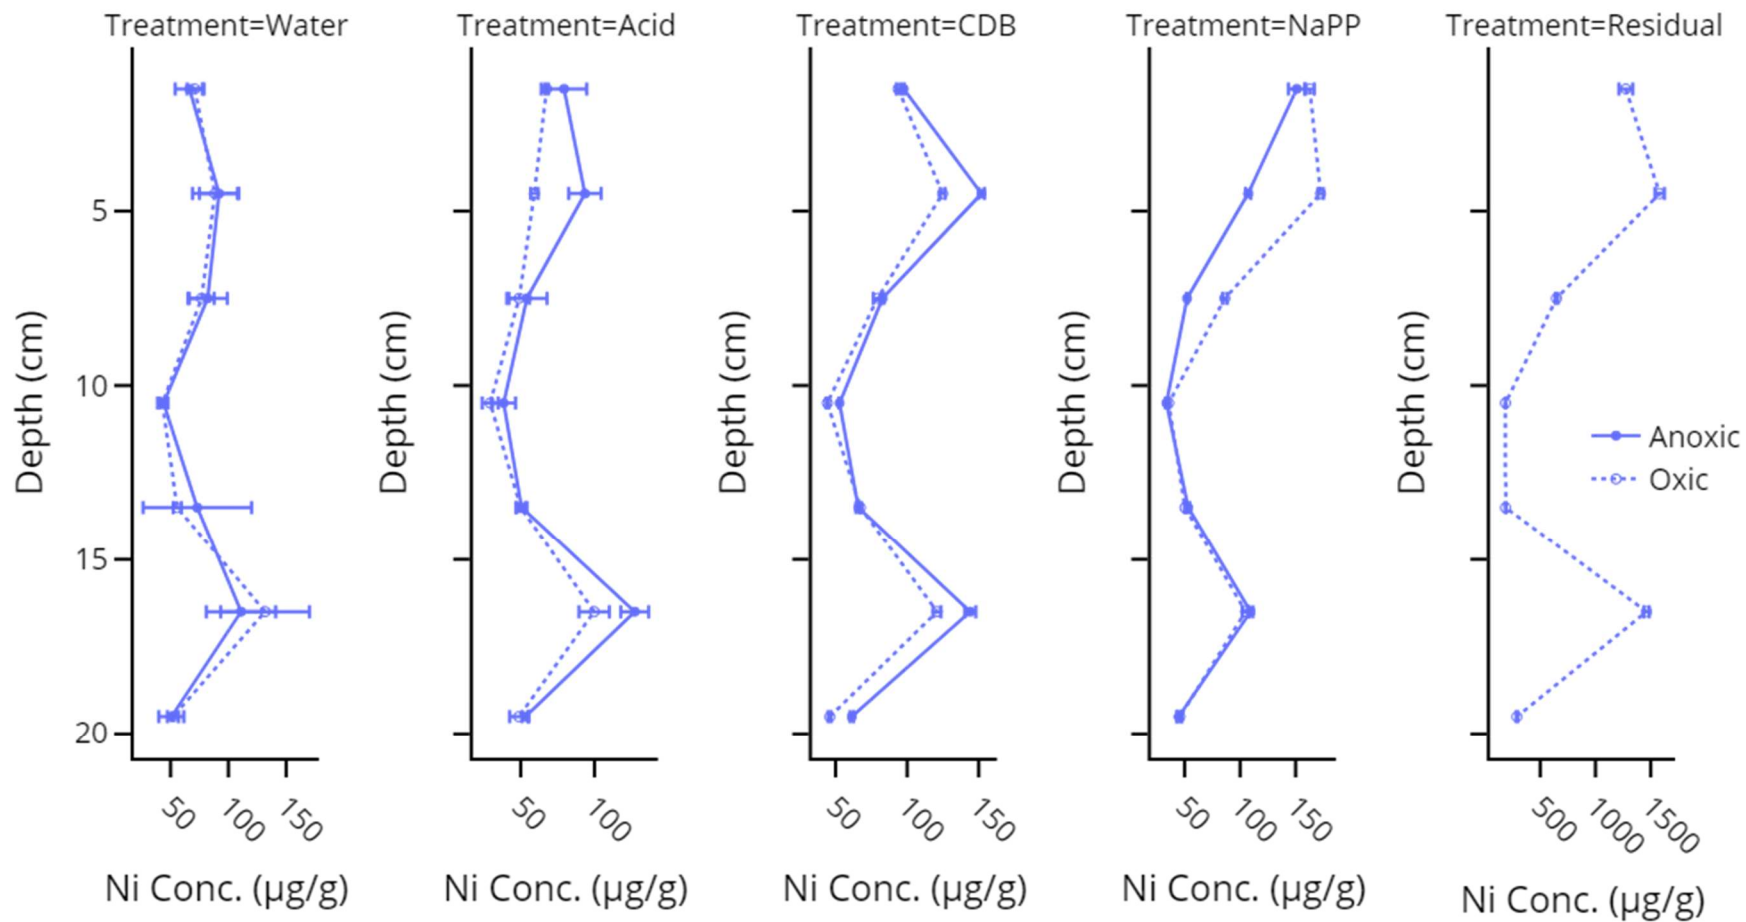 Treatment=Water
Treatment=Acid
Treatment=CDB
Treatment=NaPP
Treatment=Residual
Depth (cm)
Depth (cm)
Depth (cm)
Depth (cm)
Depth (cm)
5
10
15
20
Anoxic
Oxic
50 100 150
50 100
50 100 150
50 100 150
500 1000 1500
Ni Conc. (µg/g)
Ni Conc. (µg/g)
Ni Conc. (µg/g)
Ni Conc. (µg/g)
Ni Conc. (µg/g)